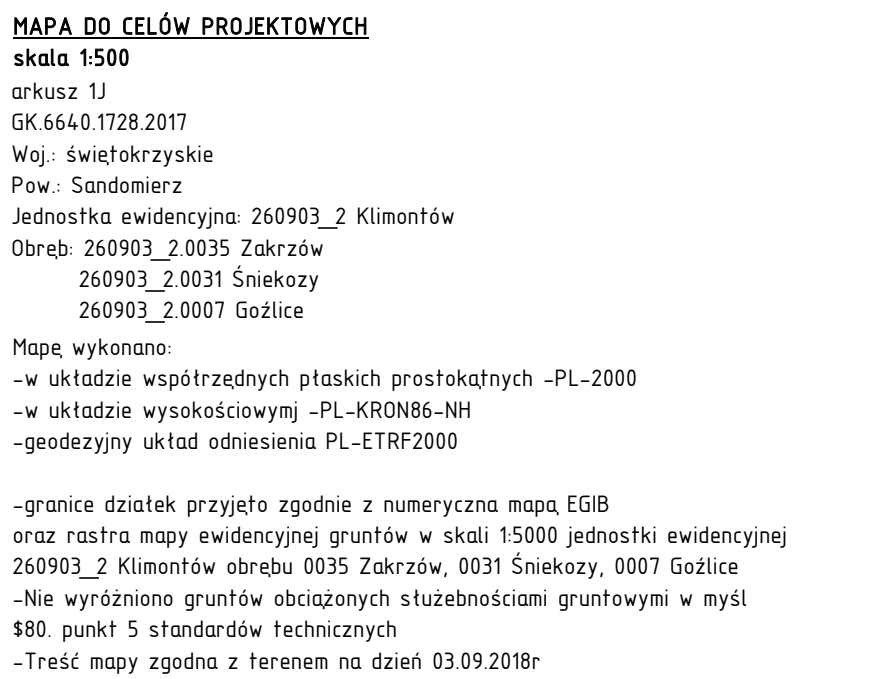 MAPA DO CELÓW PROJEKTOWYCH
skala 1:500
arkusz 1J
GK.6640.1728.2017
Woj.: świętokrzyskie
Pow.: Sandomierz
Jednostka ewidencyjna: 260903_2 Klimontów
Obręb: 260903_2.0035 Zakrzów
260903_2.0031 Śniekozy
260903_2.0007 Goźlice
Mapę wykonano:
-w układzie współrzędnych płaskich prostokątnych -PL-2000
-w układzie wysokościowymj -PL-KRON86-NH
-geodezyjny układ odniesienia PL-ETRF2000
-granice działek przyjęto zgodnie z numeryczna mapą EGIB
oraz rastra mapy ewidencyjnej gruntów w skali 1:5000 jednostki ewidencyjnej
260903_2 Klimontów obrębu 0035 Zakrzów, 0031 Śniekozy, 0007 Goźlice
-Nie wyróżniono gruntów obciążonych służebnościami gruntowymi w myśl
$80. punkt 5 standardów technicznych
-Treść mapy zgodna z terenem na dzień 03.09.2018r